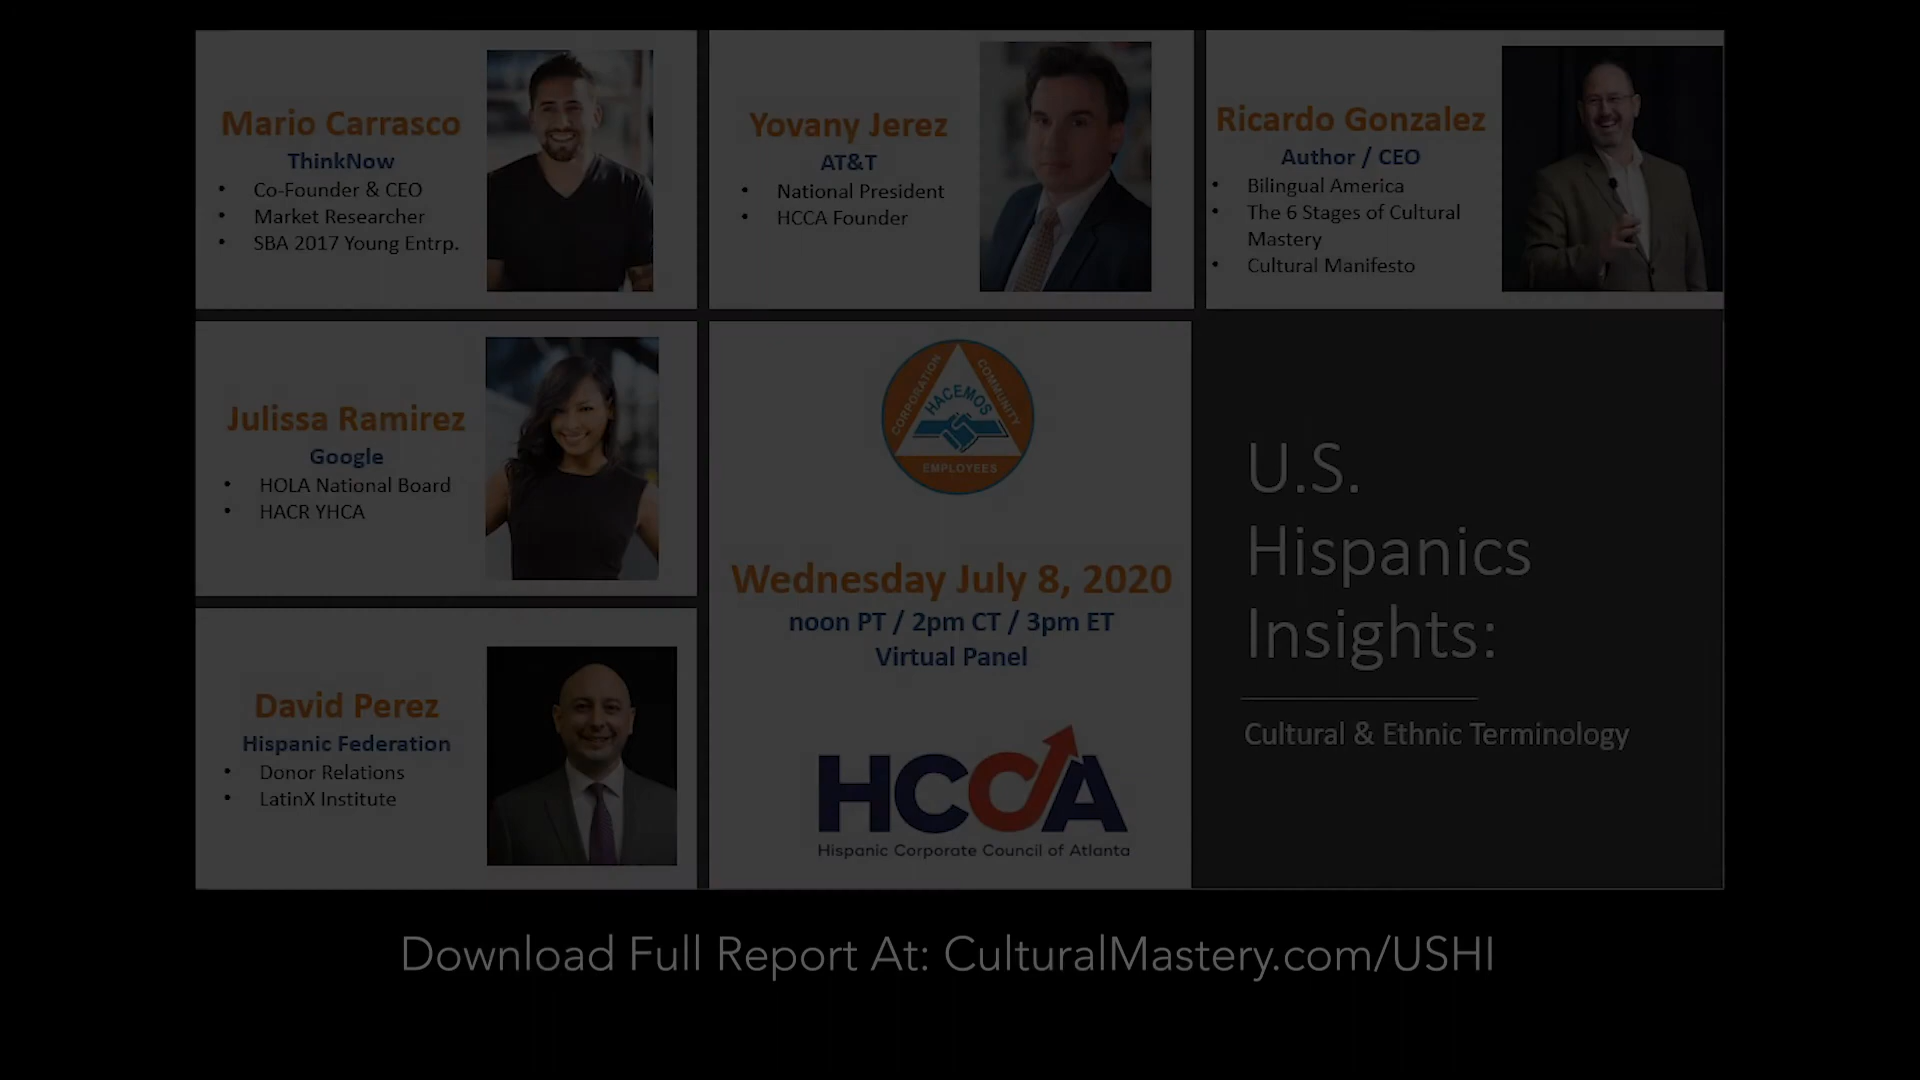 Mario Carrasco
ThinkNow
• Co-Founder & CEO
• Market Researcher
• SBA 2017 Young Entrp.
Yovany Jerez
AT&T
• National President
• HCCA Founder
Ricardo Gonzalez
Author / CEO
• Bilingual America
• The 6 Stages of Cultural
Mastery
• Cultural Manifesto
Julissa Ramirez
Google
• HOLA National Board
• HACR YHCA
David Perez
Hispanic Federation
• Donor Relations
• LatinX Institute
CORPORATION
COMMUNITY
HACEMOS
EMPLOYEES
Wednesday July 8, 2020
noon PT / 2pm CT / 3pm ET
Virtual Panel
HCCA
Hispanic Corporate Council of Atlanta
U.S.
Hispanics
Insights:
Cultural & Ethnic Terminology
Download Full Report At: CulturalMastery.com/USHI